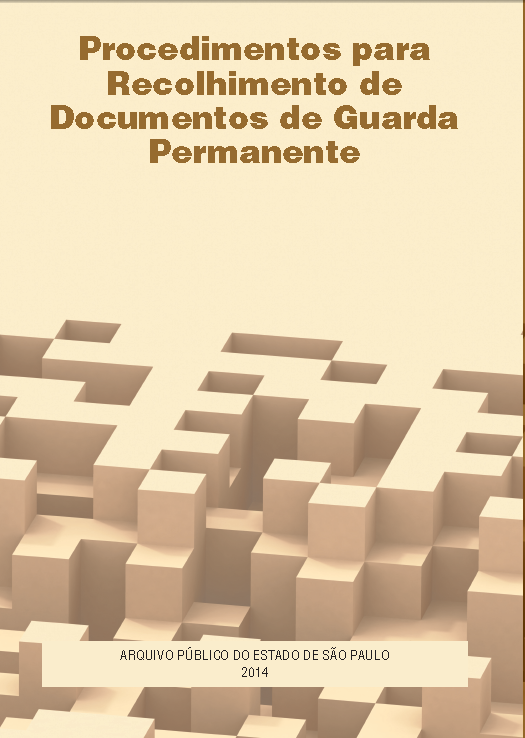 Procedimentos para
Recolhimento de
Documentos de Guarda
Permanente
ARQUIVO PÚBLICO DO ESTADO DE SÃO PAULO
2014